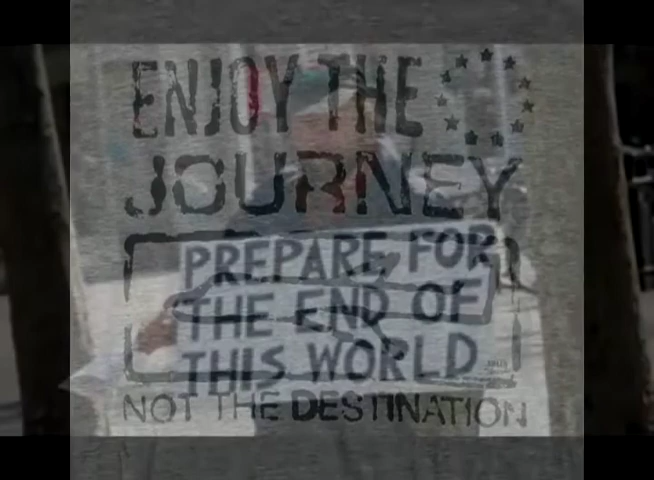 ENJOY THE
JOURNEY
PREPARE FOR
THE END OF
THIS WORLD
NOT THE DESTINATION